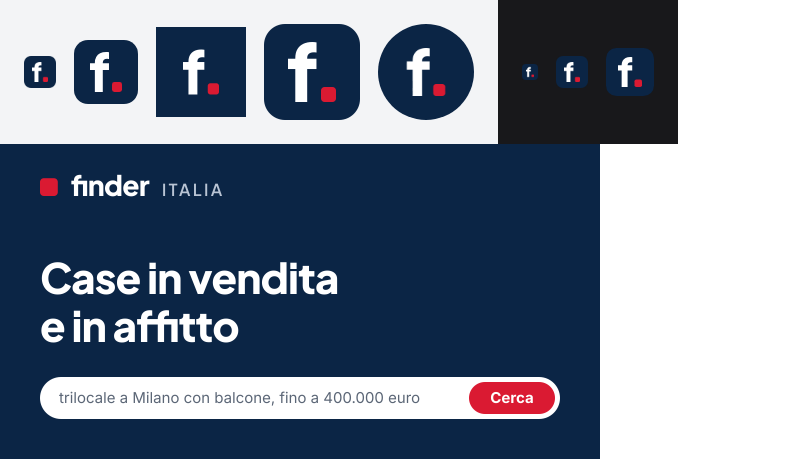 f. f. f. f. f. f. f. f.
finder ITALIA
Case in vendita
e in affitto
trilocale a Milano con balcone, fino a 400.000 euro Cerca